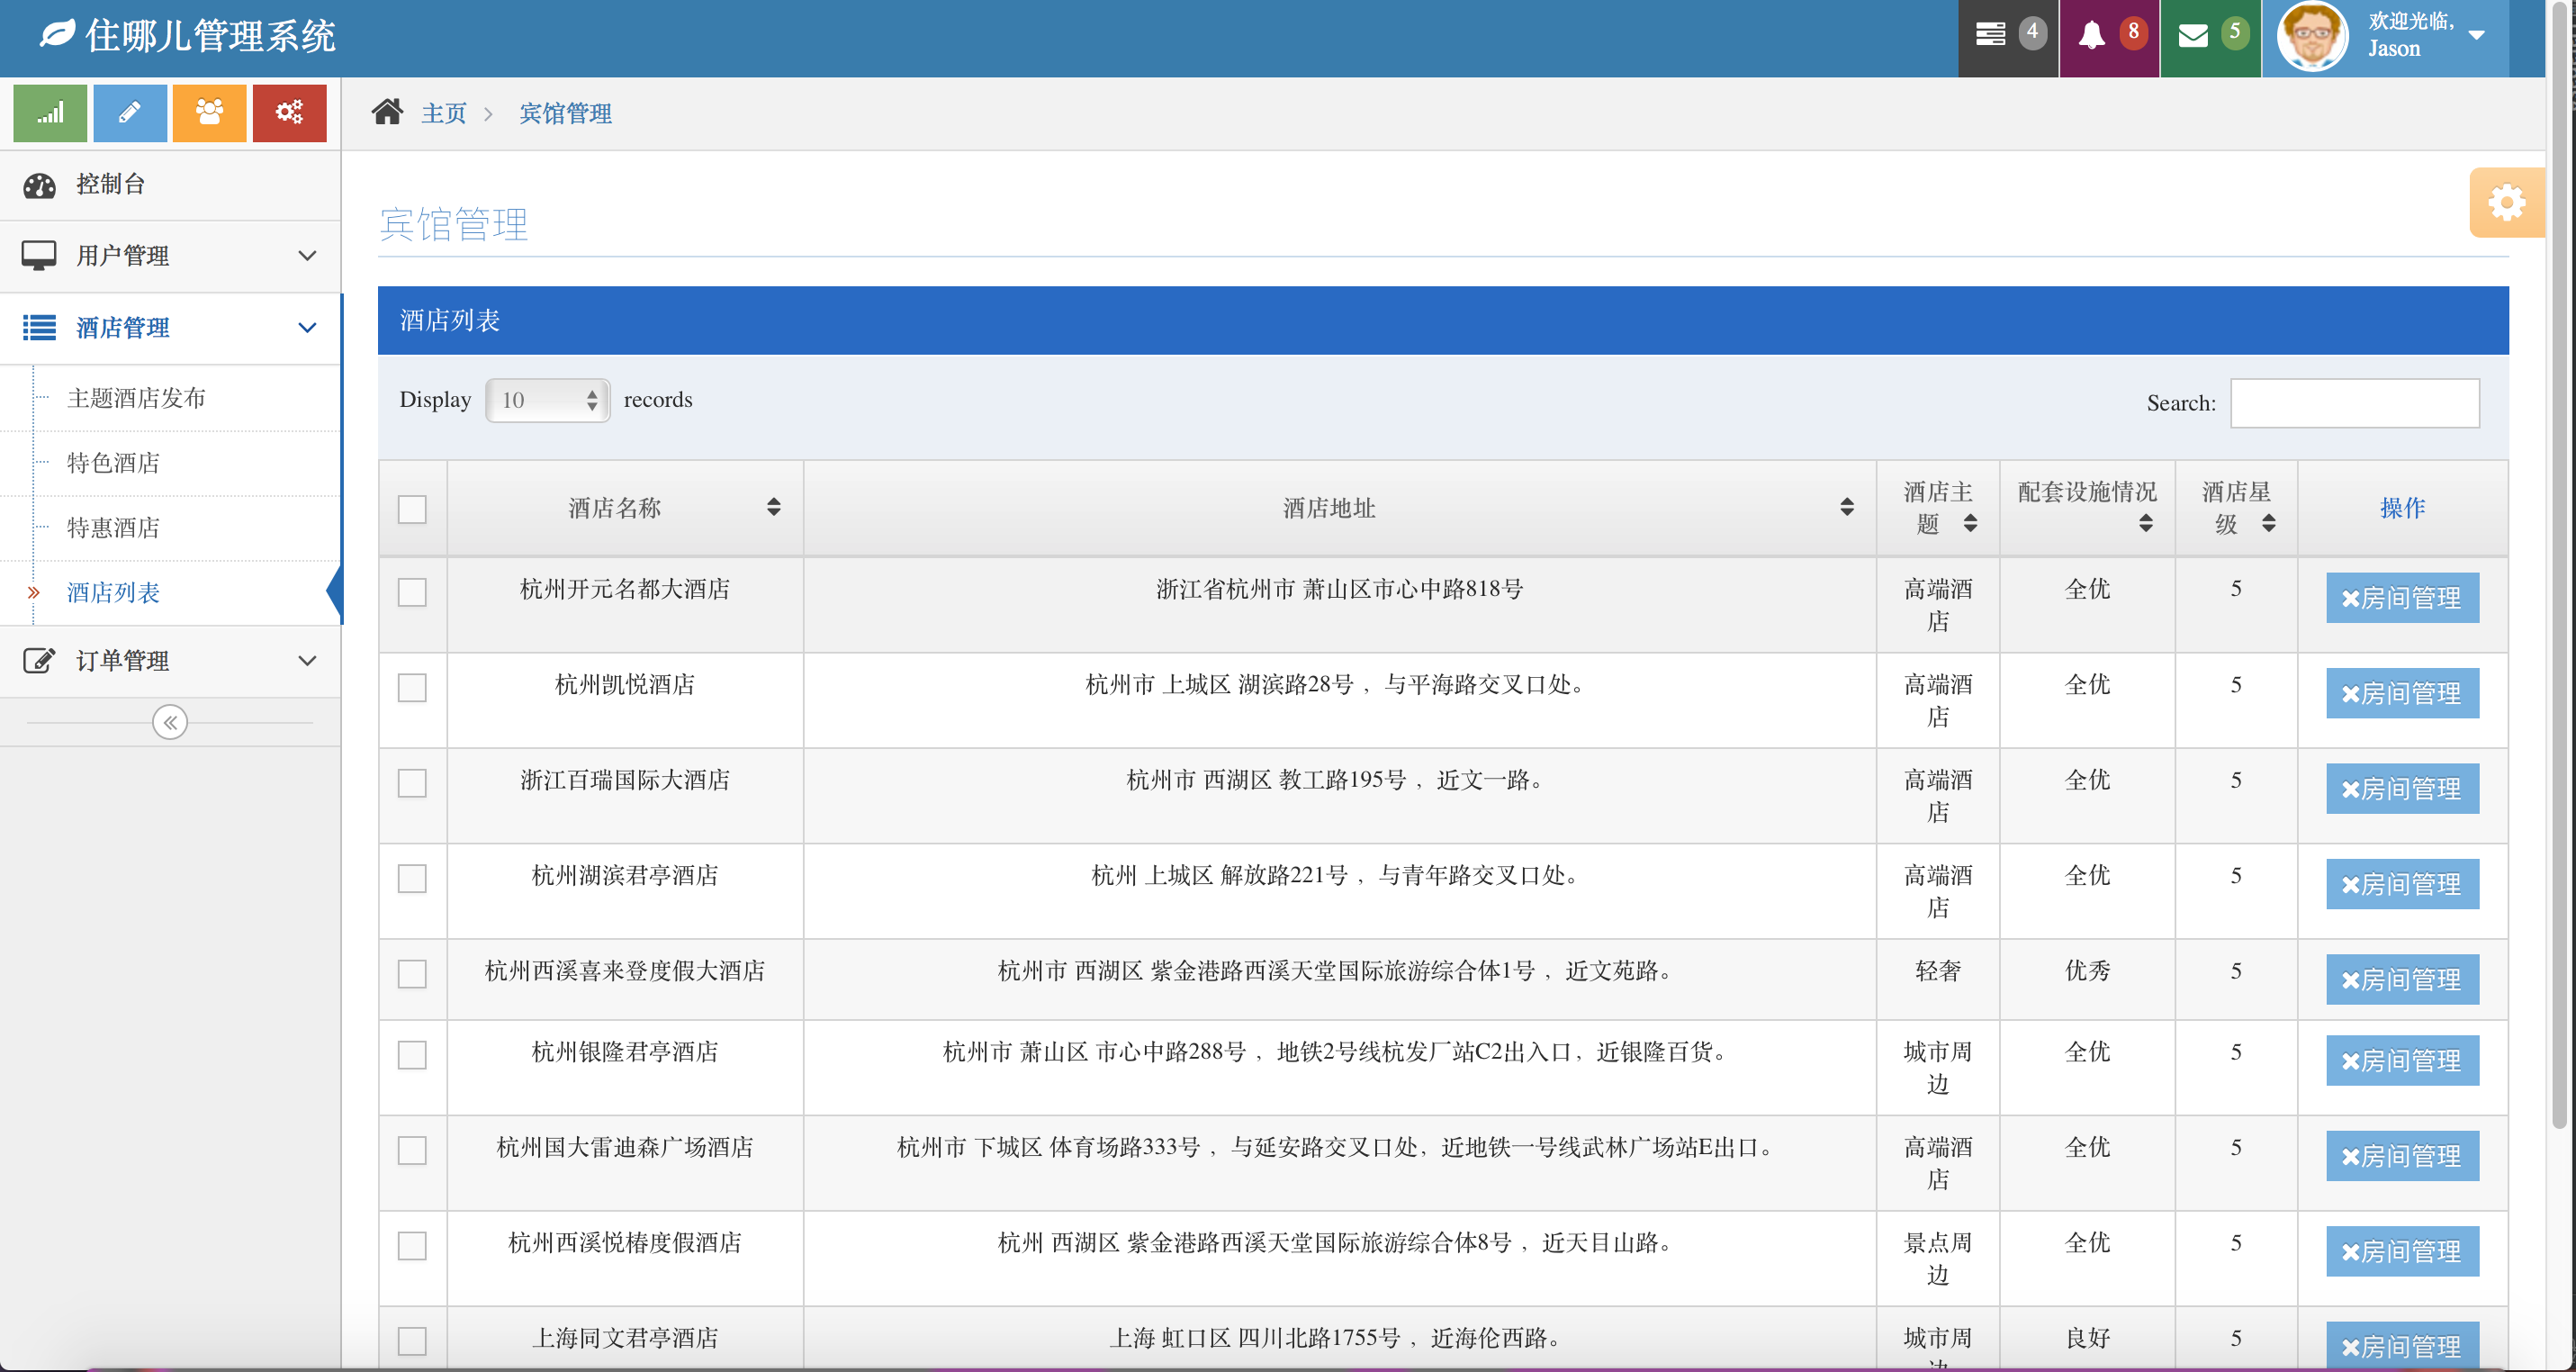 住哪儿管理系统
4
8
5
欢迎光临,
Jason
主页
宾馆管理
控制台
用户管理
酒店管理
主题酒店发布
特色酒店
特惠酒店
酒店列表
订单管理
宾馆管理
酒店列表
Display 10 records
Search:
酒店名称 酒店地址 酒店主题 配套设施情况 酒店星级 操作
杭州开元名都大酒店 浙江省杭州市 萧山区市心中路818号 高端酒店 全优 5 房间管理
杭州凯悦酒店 杭州市 上城区 湖滨路28号 ,与平海路交叉口处。 高端酒店 全优 5 房间管理
浙江百瑞国际大酒店 杭州市 西湖区 教工路195号 ,近文一路。 高端酒店 全优 5 房间管理
杭州湖滨君亭酒店 杭州 上城区 解放路221号 ,与青年路交叉口处。 高端酒店 全优 5 房间管理
杭州西溪喜来登度假大酒店 杭州市 西湖区 紫金港路西溪天堂国际旅游综合体1号 ,近文苑路。 轻奢 优秀 5 房间管理
杭州银隆君亭酒店 杭州市 萧山区 市心中路288号 ,地铁2号线杭发厂站C2出入口,近银隆百货。 城市周边 全优 5 房间管理
杭州国大雷迪森广场酒店 杭州市 下城区 体育场路333号 ,与延安路交叉口处,近地铁一号线武林广场站E出口。 高端酒店 全优 5 房间管理
杭州西溪悦椿度假酒店 杭州 西湖区 紫金港路西溪天堂国际旅游综合体8号 ,近天目山路。 景点周边 全优 5 房间管理
上海同文君亭酒店 上海 虹口区 四川北路1755号 ,近海伦西路。 城市周 良好 5 房间管理